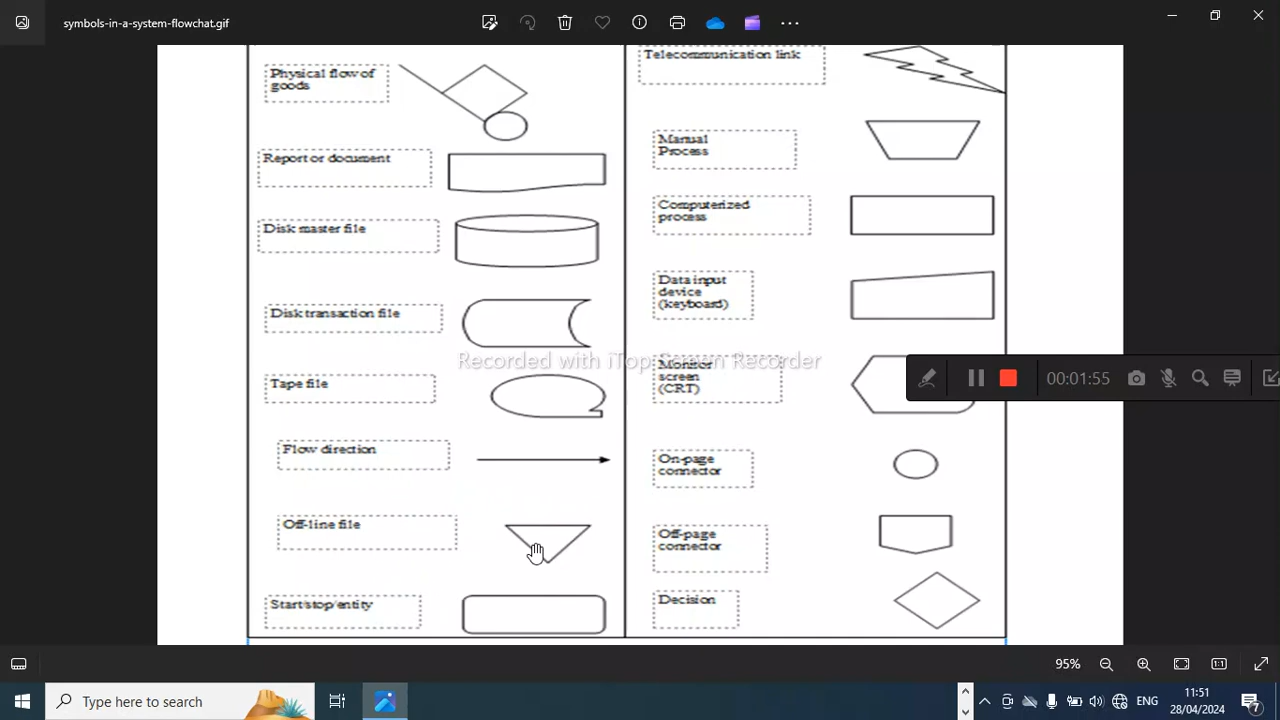 symbols-in-a-system-flowchat.gif
Physical flow of
goods
Report or document
Disk master file
Disk transaction file
Tape file
Flow direction
Off-line file
Start/stop/entity
Telecommunication link
Manual
Process
Computerized
process
Data input
device
(keyboard)
Monitor
screen
(CRT)
On-page
connector
Off-page
connector
Decision
Recorded with iTop Screen Recorder
00:01:55
95%
1:1
Type here to search
ENG
11:51
28/04/2024
7